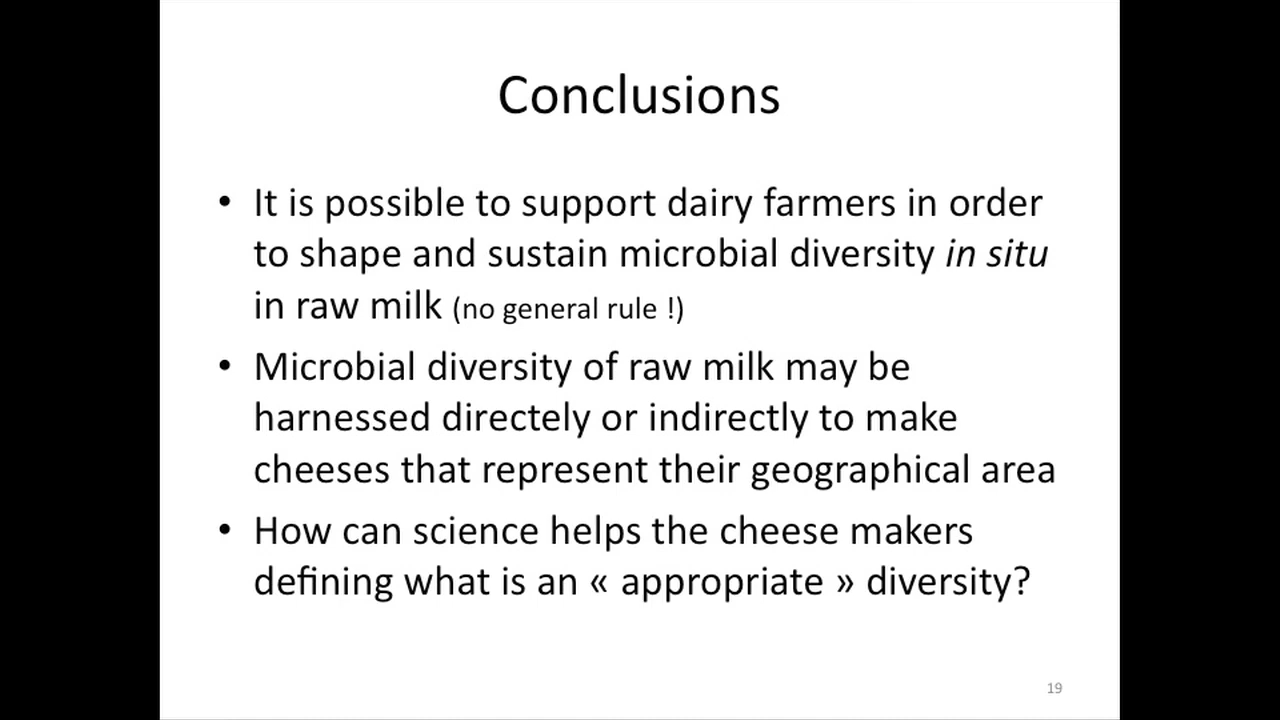 Conclusions
• It is possible to support dairy farmers in order
to shape and sustain microbial diversity in situ
in raw milk (no general rule !)
• Microbial diversity of raw milk may be
harnessed directely or indirectly to make
cheeses that represent their geographical area
• How can science helps the cheese makers
defining what is an « appropriate » diversity?
19